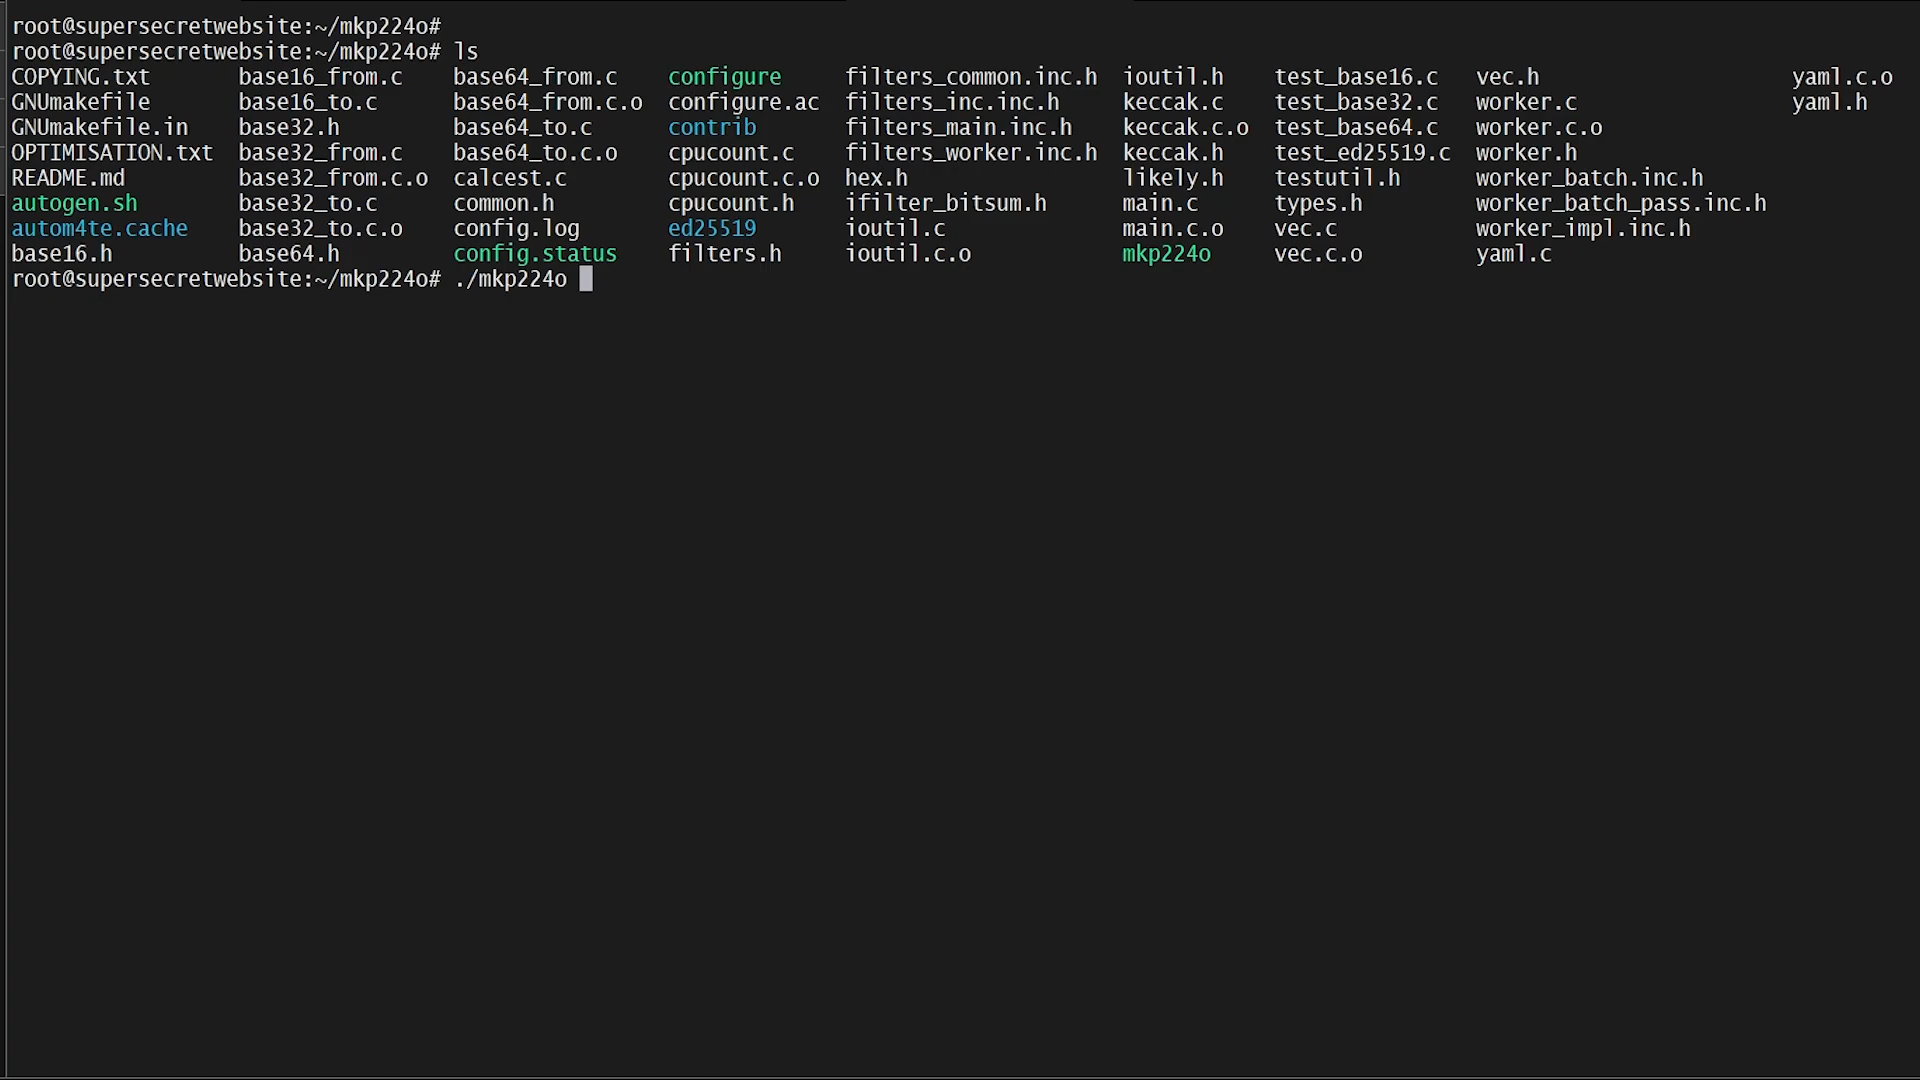 root@supersecretwebsite:~/mkp224o#
root@supersecretwebsite:~/mkp224o# ls
COPYING.txt base16_from.c base64_from.c configure filters_common.inc.h ioutil.h test_base16.c vec.h yaml.c.o
GNUmakefile base16_to.c base64_from.c.o configure.ac filters_inc.inc.h keccak.c test_base32.c worker.c yaml.h
GNUmakefile.in base32.h base64_to.c contrib filters_main.inc.h keccak.c.o test_base64.c worker.c.o
OPTIMISATION.txt base32_from.c base64_to.c.o cpucount.c filters_worker.inc.h keccak.h test_ed25519.c worker.h
README.md base32_from.c.o calcest.c cpucount.c.o hex.h likely.h testutil.h worker_batch.inc.h
autogen.sh base32_to.c common.h cpucount.h ifilter_bitsum.h main.c types.h worker_batch_pass.inc.h
autom4te.cache base32_to.c.o config.log ed25519 ioutil.c main.c.o vec.c worker_impl.inc.h
base16.h base64.h config.status filters.h ioutil.c.o mkp224o vec.c.o yaml.c
root@supersecretwebsite:~/mkp224o# ./mkp224o